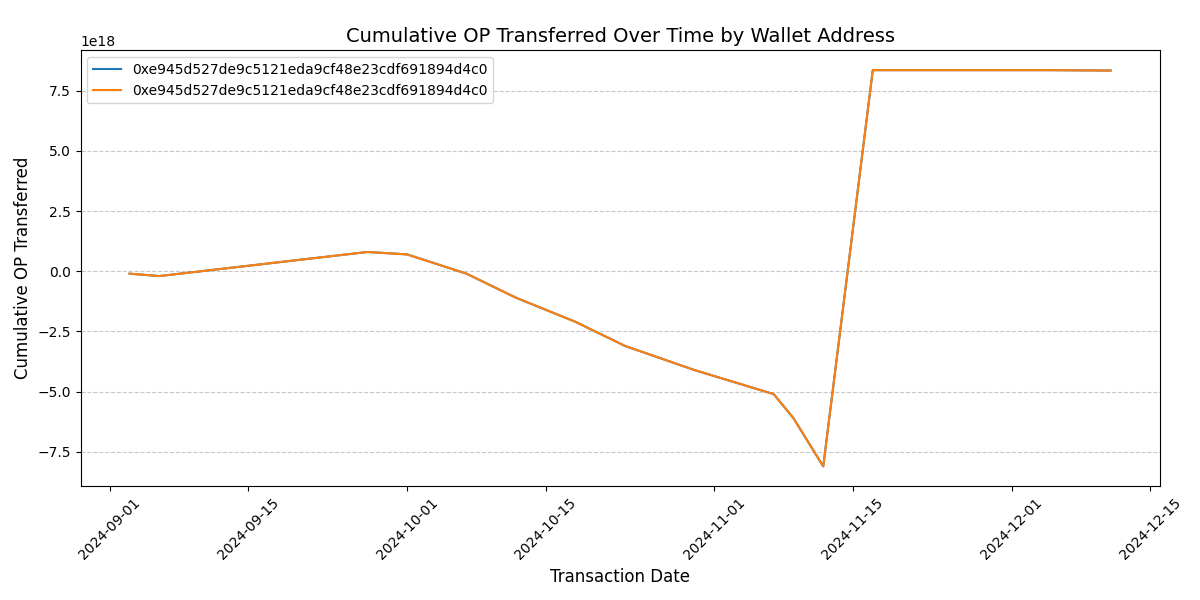 Cumulative OP Transferred Over Time by Wallet Address
1e18
0xe945d527de9c5121eda9cf48e23cdf691894d4c0
0xe945d527de9c5121eda9cf48e23cdf691894d4c0
7.5
5.0
2.5
0.0
−2.5
−5.0
−7.5
Cumulative OP Transferred
2024-09-01
2024-09-15
2024-10-01
2024-10-15
2024-11-01
2024-11-15
2024-12-01
2024-12-15
Transaction Date